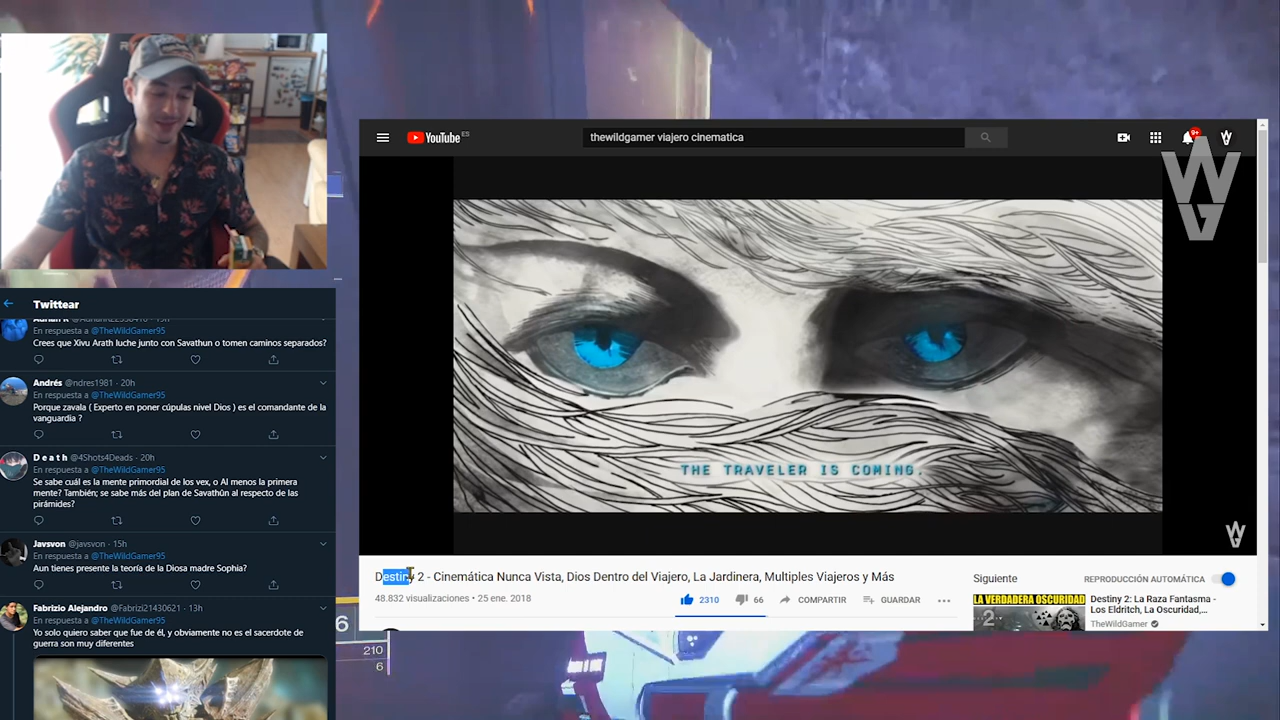 Twittear
En respuesta a @TheWildGamer95
Crees que Xivu Arath luche junto con Savathun o tomen caminos separados?
Andrés @ndres1981 · 20h
En respuesta a @TheWildGamer95
Porque zavala ( Experto en poner cúpulas nivel Dios ) es el comandante de la
vanguardia ?
D e a t h @4Shots4Deads · 20h
En respuesta a @TheWildGamer95
Se sabe cuál es la mente primordial de los vex, o Al menos la primera
mente? También; se sabe más del plan de Savathûn al respecto de las
pirámides?
Javsvon @javsvon · 15h
En respuesta a @TheWildGamer95
Aun tienes presente la teoría de la Diosa madre Sophia?
Fabrizio Alejandro @Fabrizi21430621 · 13h
En respuesta a @TheWildGamer95
Yo solo quiero saber que fue de él, y obviamente no es el sacerdote de
guerra son muy diferentes
6
210
6
YouTube ES
thewildgamer viajero cinematica
9+
W
WG
THE TRAVELER IS COMING.
WG
Destiny 2 - Cinemática Nunca Vista, Dios Dentro del Viajero, La Jardinera, Multiples Viajeros y Más
48.832 visualizaciones • 25 ene. 2018
2310
66
COMPARTIR
GUARDAR
Siguiente
REPRODUCCIÓN AUTOMÁTICA
LA VERDADERA OSCURIDAD
2
Destiny 2: La Raza Fantasma -
Los Eldritch, La Oscuridad,...
TheWildGamer